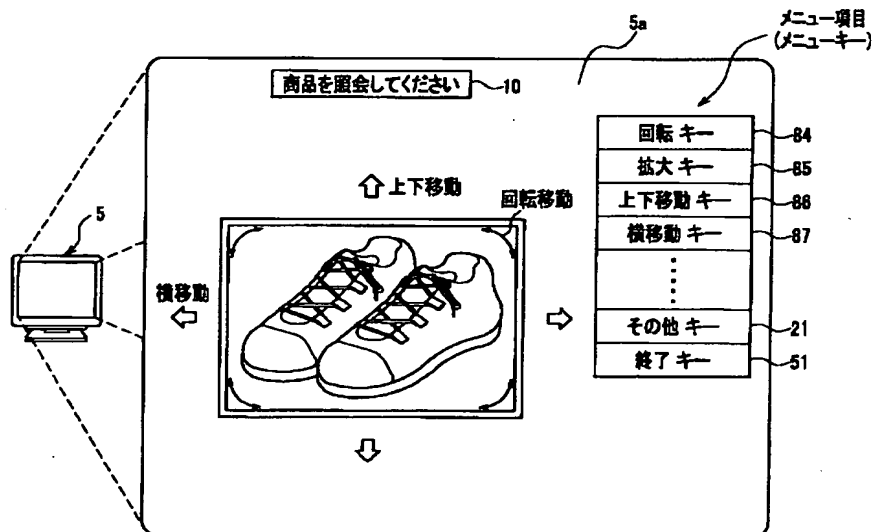 5a
メニュー項目
(メニューキー)
商品を照会してください
10
回転 キー
84
拡大 キー
85
上下移動
上下移動 キー
86
回転移動
横移動 キー
87
5
横移動
その他 キー
21
終了 キー
51